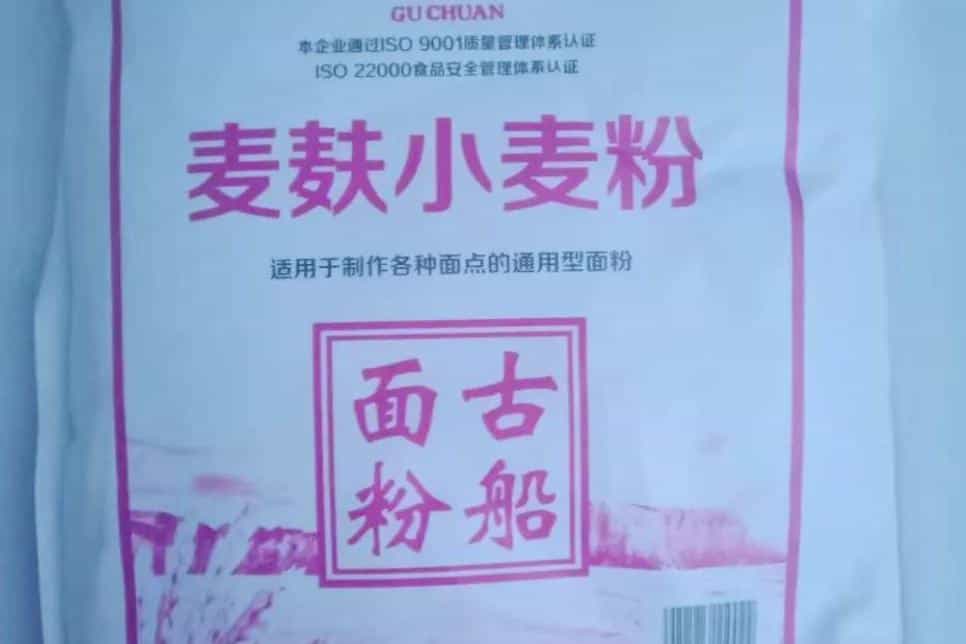 GU CHUAN
本企业通过ISO 9001质量管理体系认证
ISO 22000食品安全管理体系认证
麦麸小麦粉
适用于制作各种面点的通用型面粉
古船
面粉